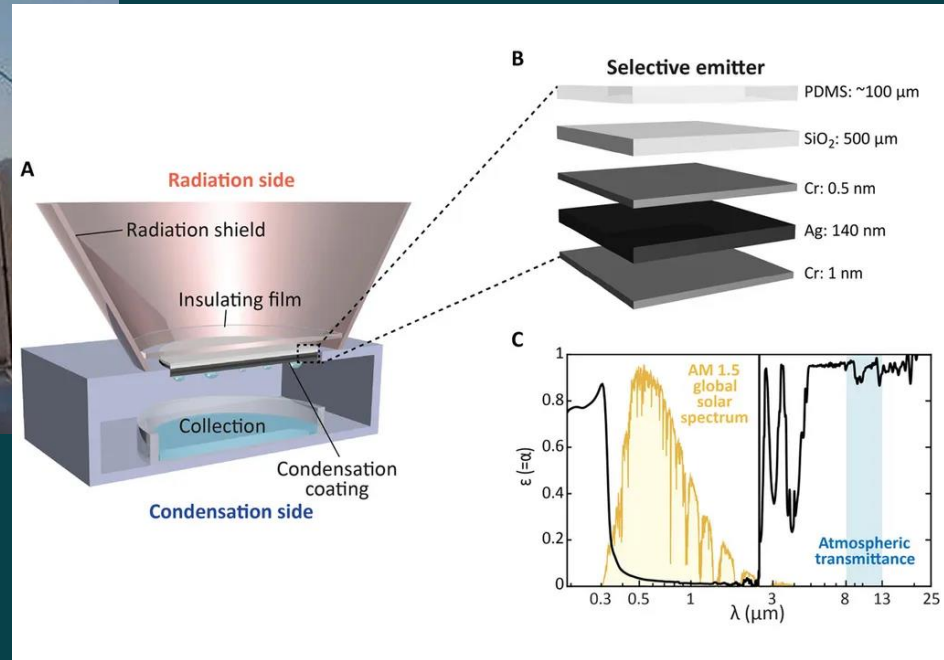 A
Radiation side
Radiation shield
Insulating film
Collection
Condensation
coating
Condensation side
B
Selective emitter
PDMS: ~100 µm
SiO₂: 500 µm
Cr: 0.5 nm
Ag: 140 nm
Cr: 1 nm
C
AM 1.5
global
solar
spectrum
Atmospheric
transmittance
ε (=α)
1
0.8
0.6
0.4
0.2
0
0.3 0.5 1 3 8 13 25
λ (µm)